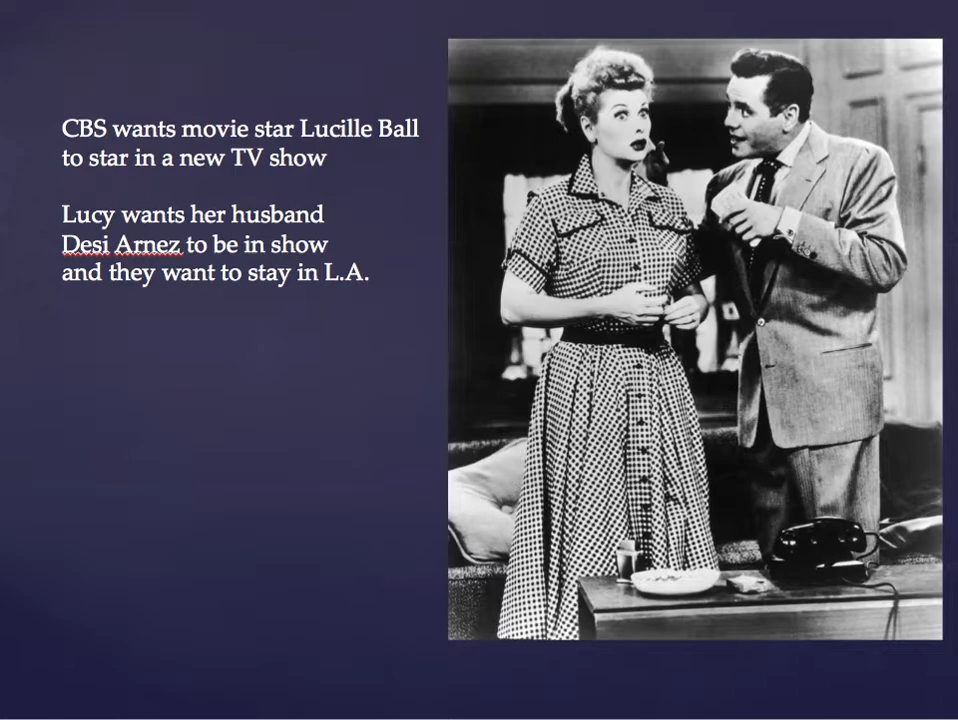 CBS wants movie star Lucille Ball
to star in a new TV show
Lucy wants her husband
Desi Arnez to be in show
and they want to stay in L.A.